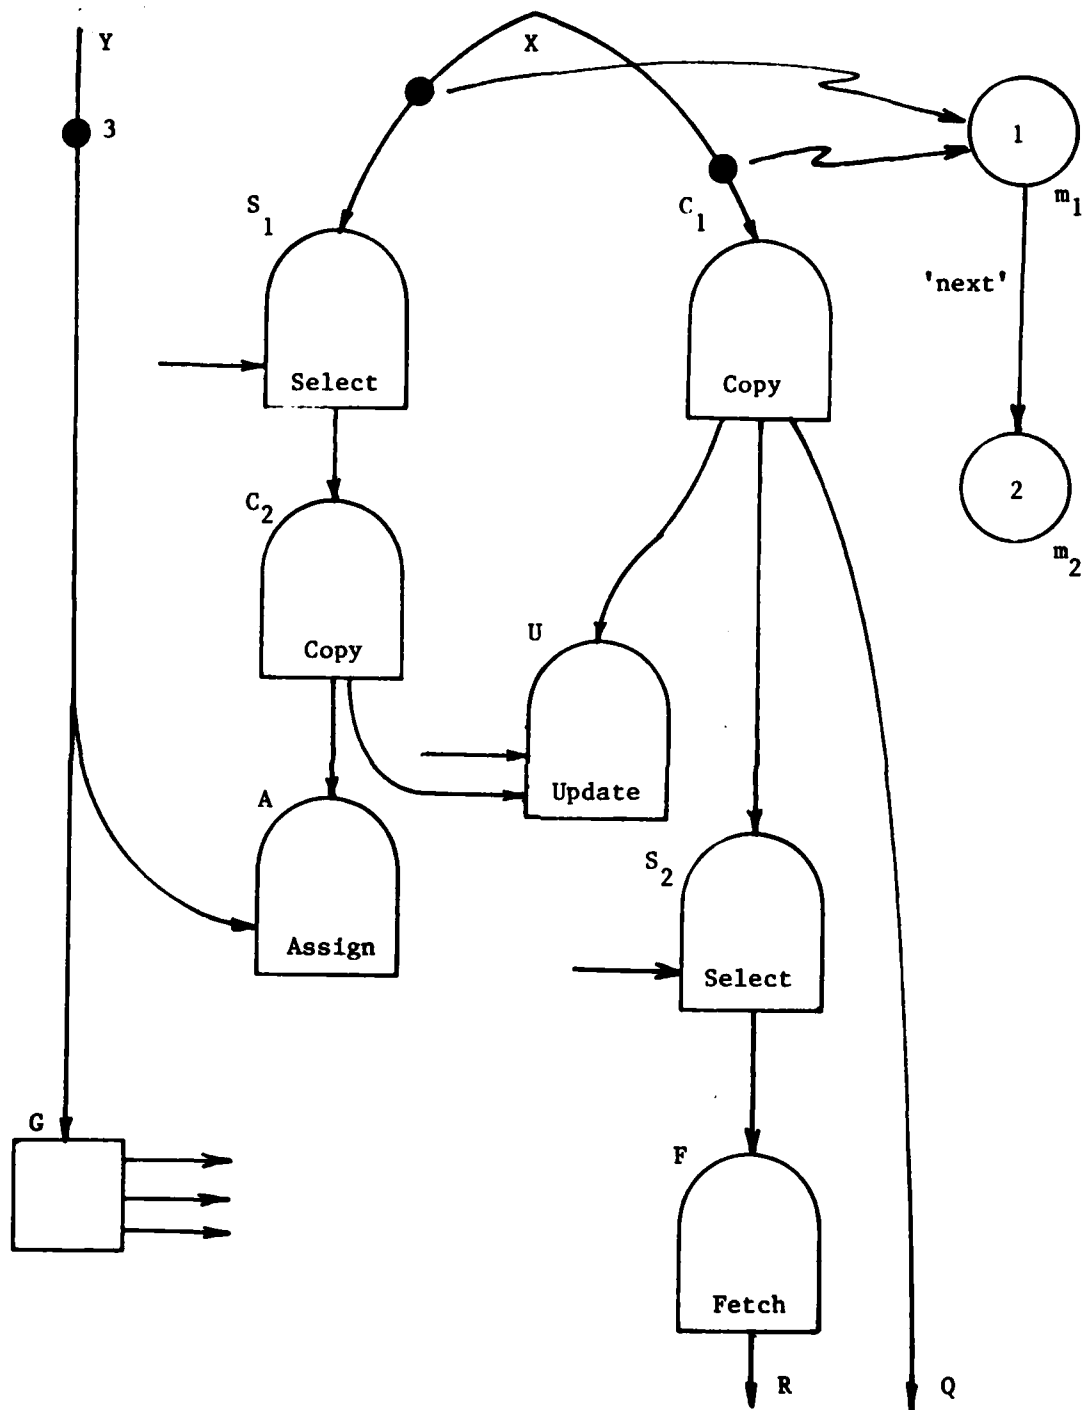 Y
X
3
1
m1
S1
C1
'next'
Select
Copy
2
m2
C2
Copy
U
Update
A
Assign
S2
Select
G
F
Fetch
R
Q